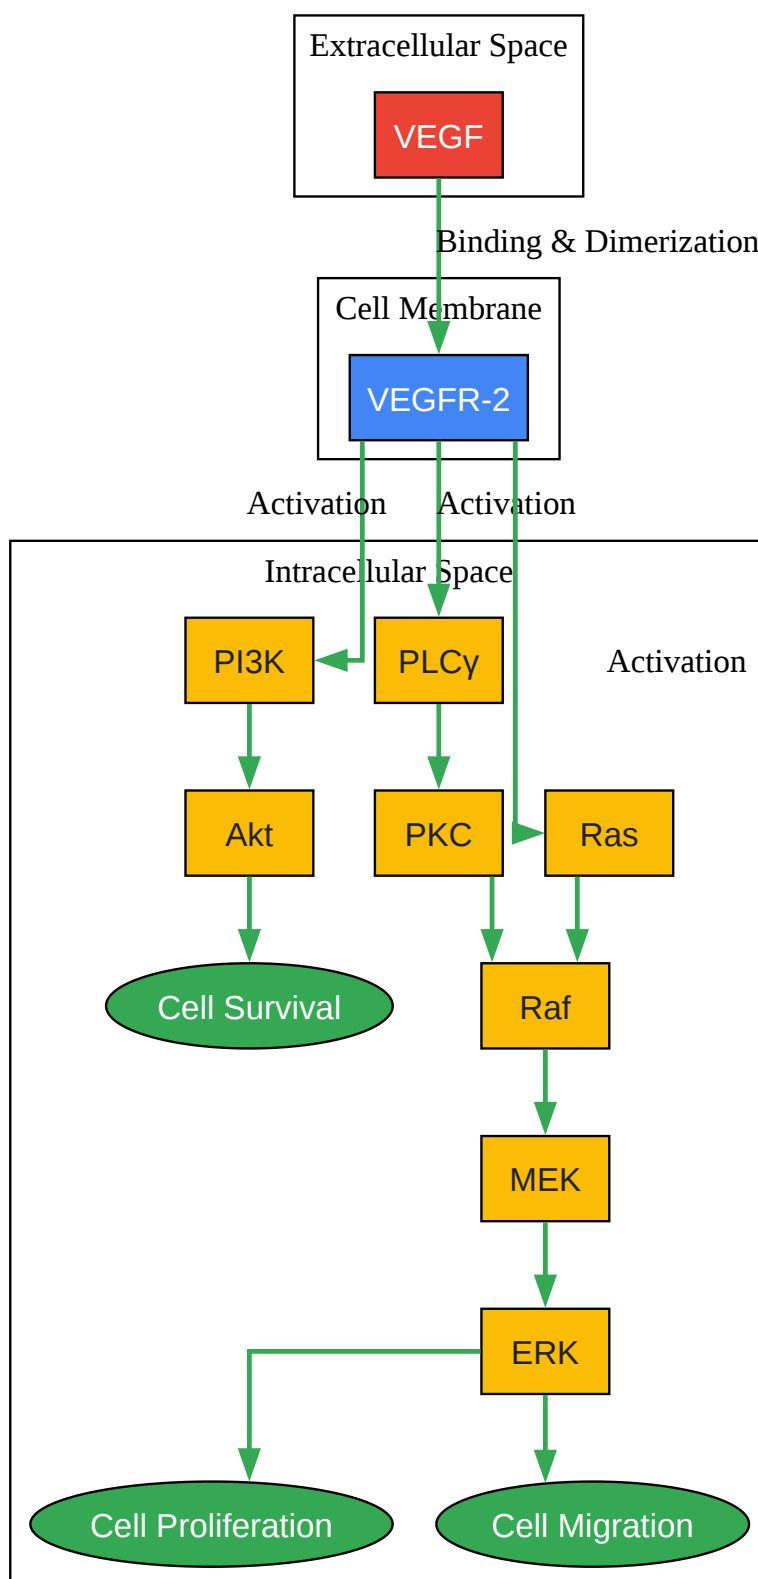 Extracellular Space
VEGF
Binding & Dimerization
Cell Membrane
VEGFR-2
Activation
Activation
Intracellular Space
PI3K
PLCγ
Activation
Akt
PKC
Ras
Cell Survival
Raf
MEK
ERK
Cell Proliferation
Cell Migration